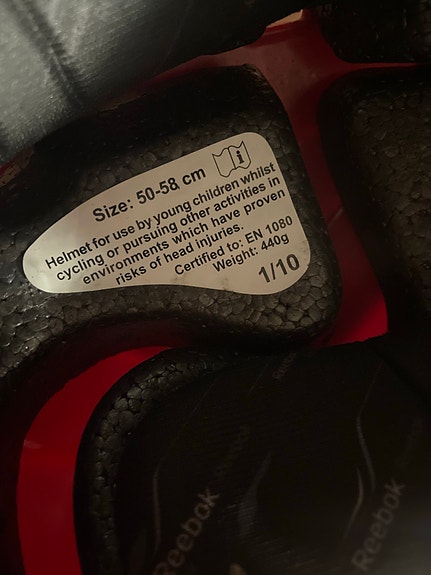 Size: 50-58 cm
Helmet for use by young children whilst
cycling or pursuing other activities in
environments which have proven
risks of head injuries.
Certified to: EN 1080
Weight: 440g
1/10
Reebok
Reebok